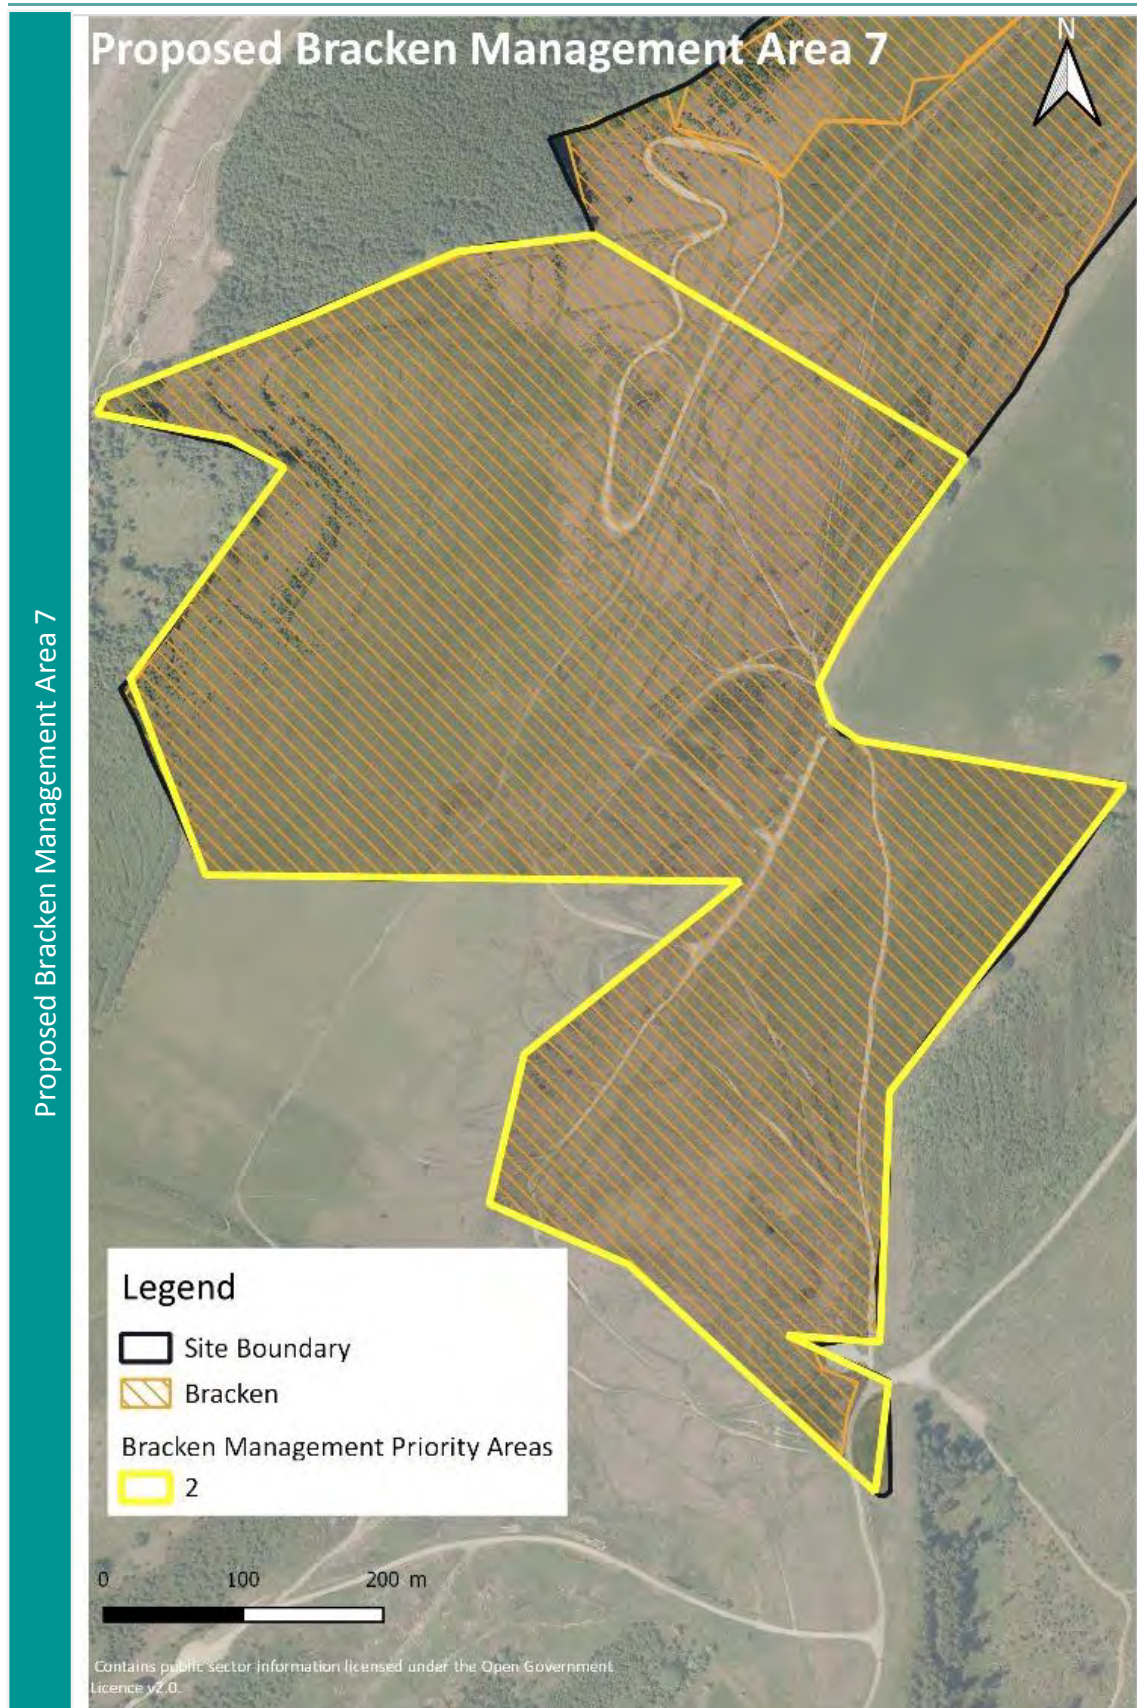 Proposed Bracken Management Area 7
Proposed Bracken Management Area 7
N
Legend
Site Boundary
Bracken
Bracken Management Priority Areas
2
0 100 200 m
Contains public sector information licensed under the Open Government
Licence v2.0.